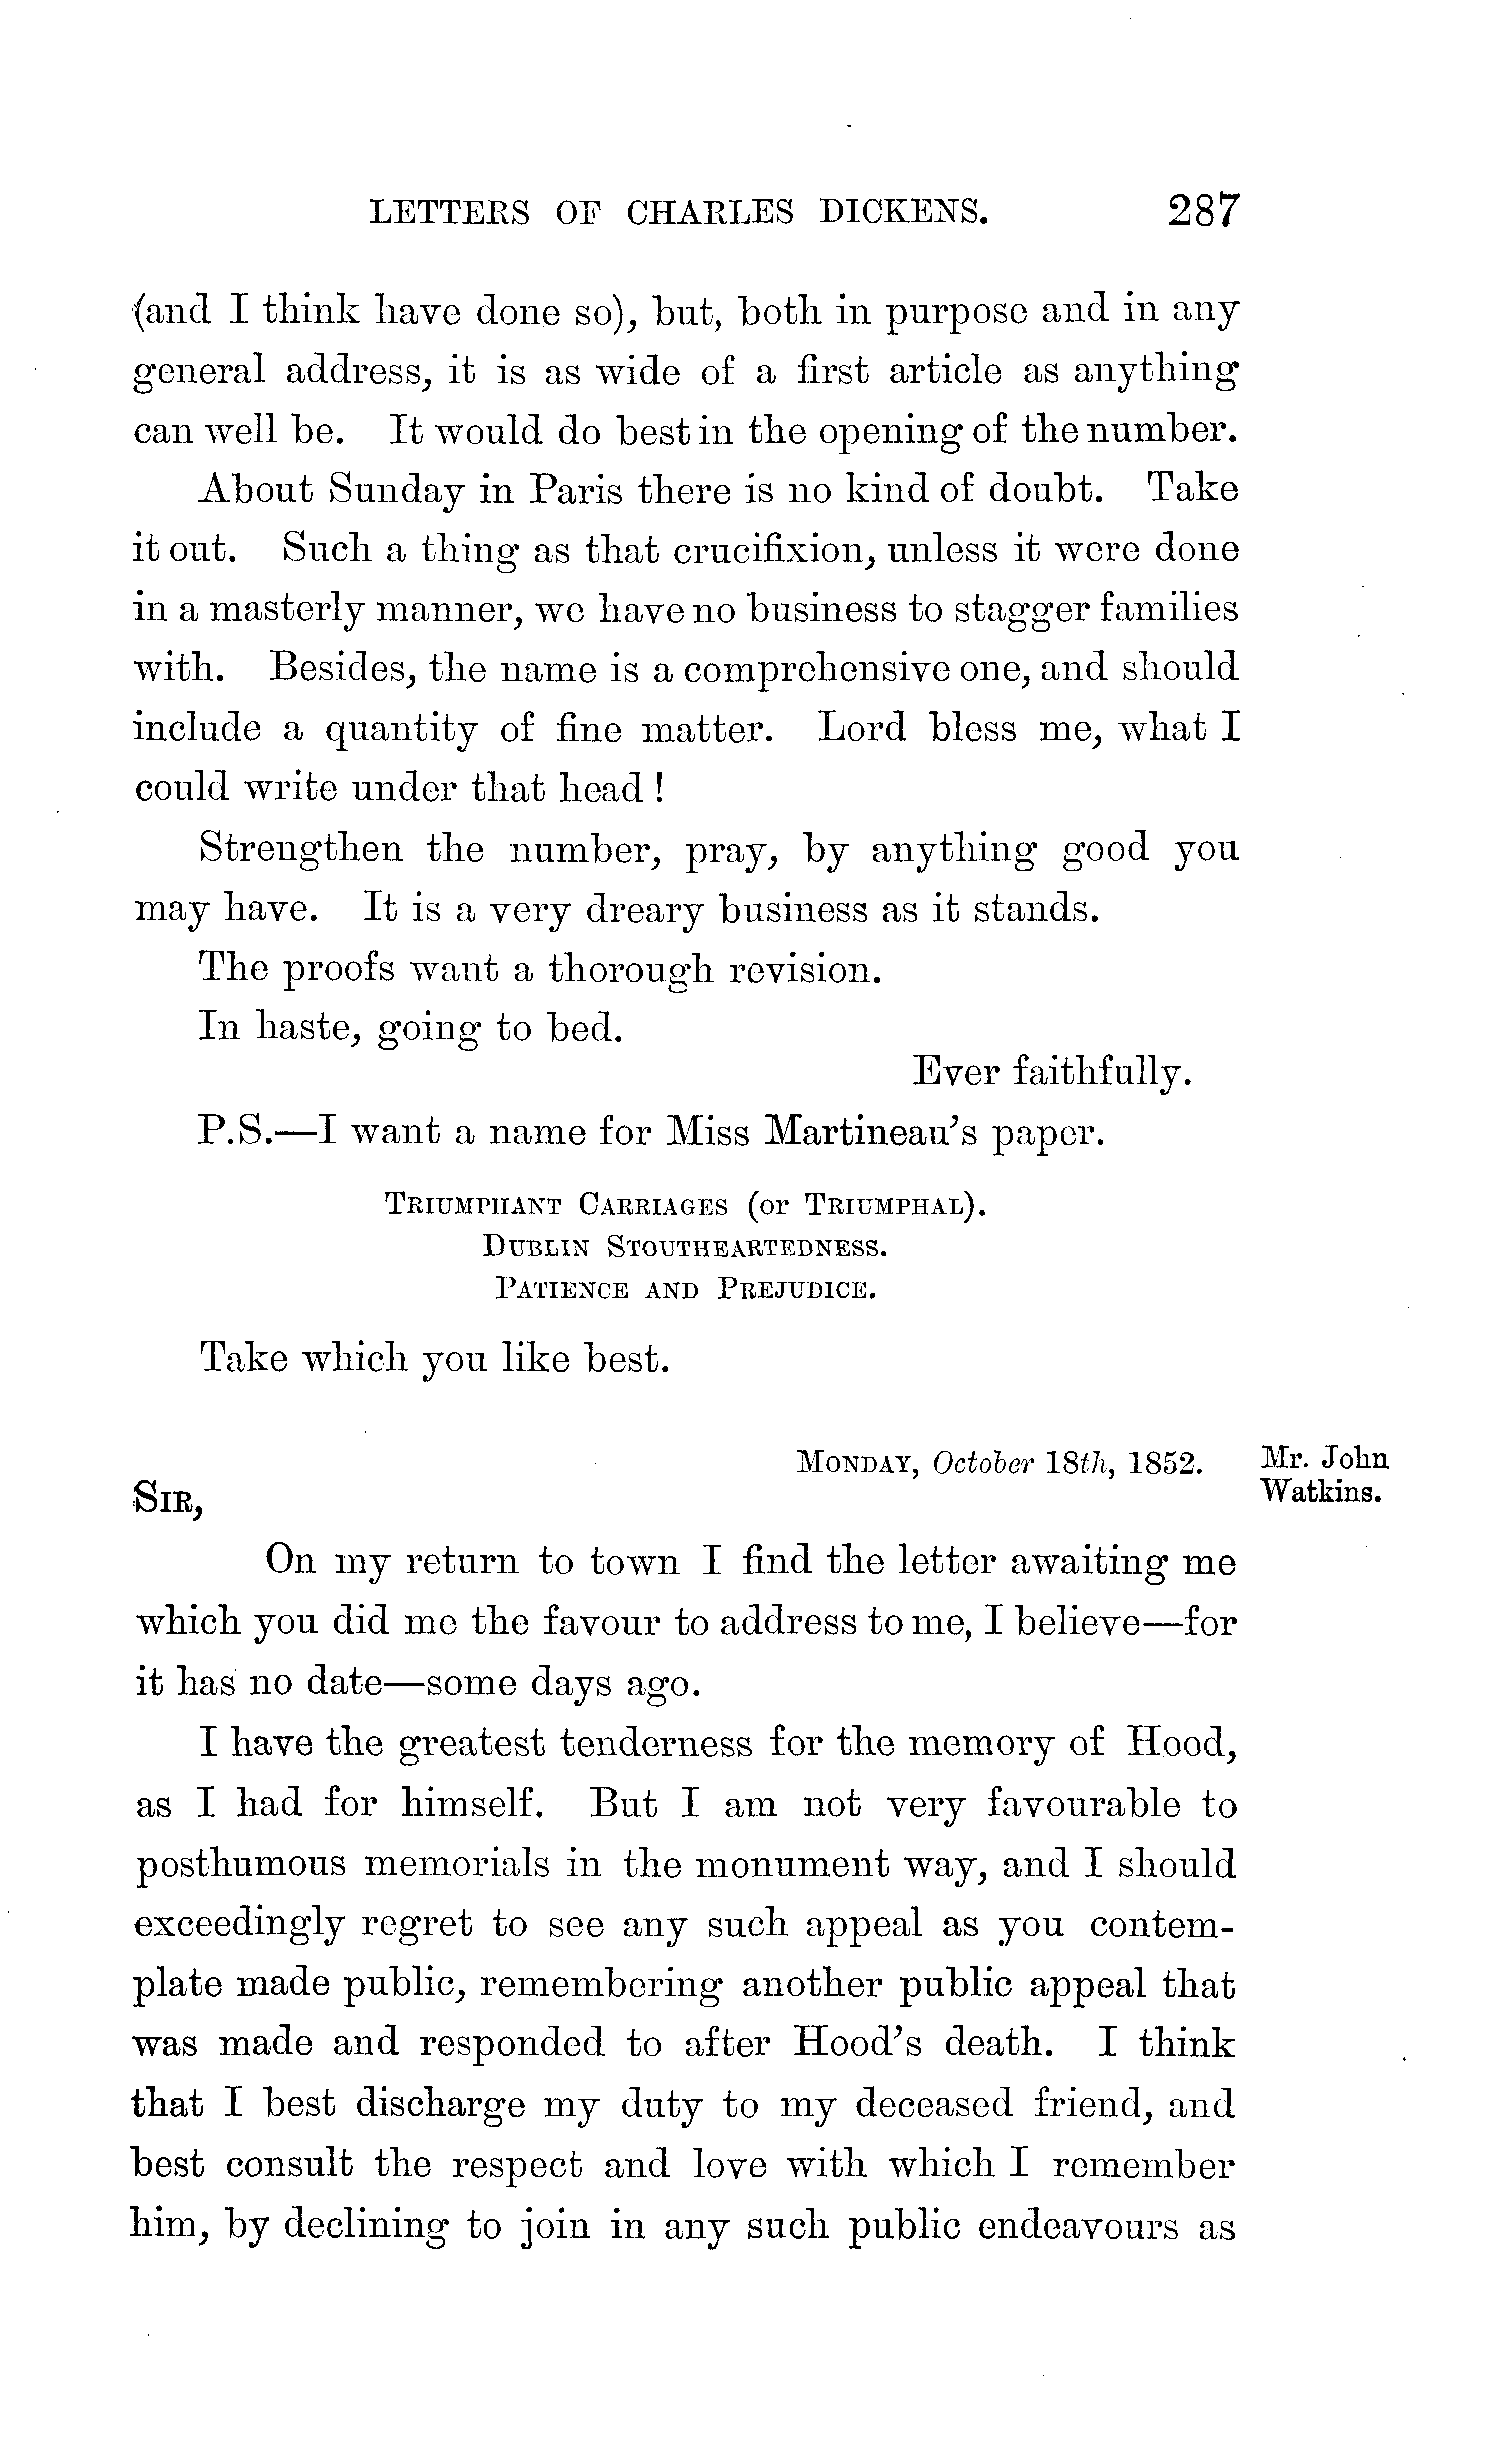 LETTERS OF CHARLES DICKENS. 287
(and I think have done so), but, both in purpose and in any
general address, it is as wide of a first article as anything
can well be. It would do best in the opening of the number.
About Sunday in Paris there is no kind of doubt. Take
it out. Such a thing as that crucifixion, unless it were done
in a masterly manner, we have no business to stagger families
with. Besides, the name is a comprehensive one, and should
include a quantity of fine matter. Lord bless me, what I
could write under that head!
Strengthen the number, pray, by anything good you
may have. It is a very dreary business as it stands.
The proofs want a thorough revision.
In haste, going to bed.
Ever faithfully.
P.S.—I want a name for Miss Martineau's paper.
TRIUMPHANT CARRIAGES (or TRIUMPHAL).
DUBLIN STOUTHEARTEDNESS.
PATIENCE AND PREJUDICE.
Take which you like best.
MONDAY, October 18th, 1852. Mr. John
Watkins.
SIR,
On my return to town I find the letter awaiting me
which you did me the favour to address to me, I believe—for
it has no date—some days ago.
I have the greatest tenderness for the memory of Hood,
as I had for himself. But I am not very favourable to
posthumous memorials in the monument way, and I should
exceedingly regret to see any such appeal as you contem-
plate made public, remembering another public appeal that
was made and responded to after Hood's death. I think
that I best discharge my duty to my deceased friend, and
best consult the respect and love with which I remember
him, by declining to join in any such public endeavours as